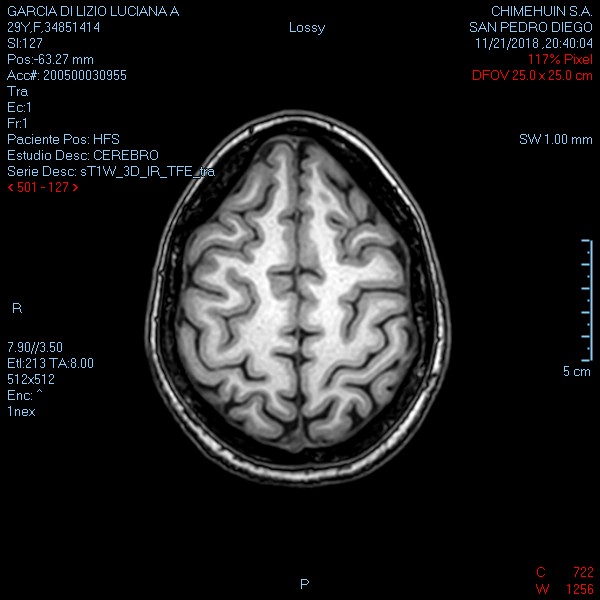 GARCIA DI LIZIO LUCIANA A
29Y,F,34851414
SI:127
Pos:-63.27 mm
Acc#: 200500030955
Tra
Ec:1
Fr:1
Paciente Pos: HFS
Estudio Desc: CEREBRO
Serie Desc: sT1W_3D_IR_TFE_tra
< 501 - 127 >
Lossy
CHIMEHUIN S.A.
SAN PEDRO DIEGO
11/21/2018 ,20:40:04
117% Pixel
DFOV 25.0 x 25.0 cm
SW 1.00 mm
R
7.90//3.50
Etl:213 TA:8.00
512x512
Enc: ^
1nex
5 cm
P
C 722
W 1256